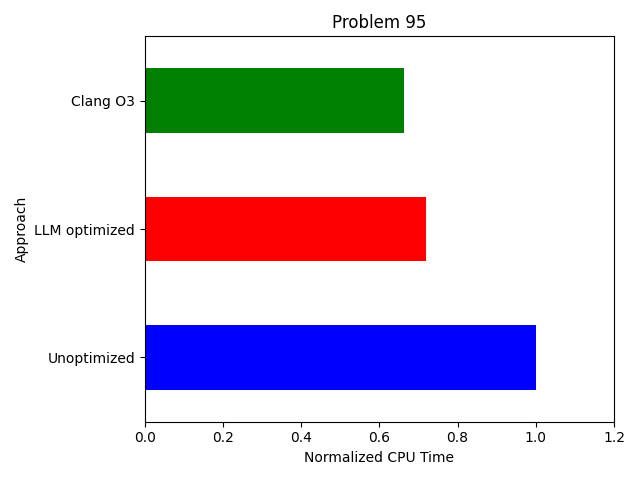 Problem 95
Approach
Clang O3
LLM optimized
Unoptimized
0.0 0.2 0.4 0.6 0.8 1.0 1.2
Normalized CPU Time